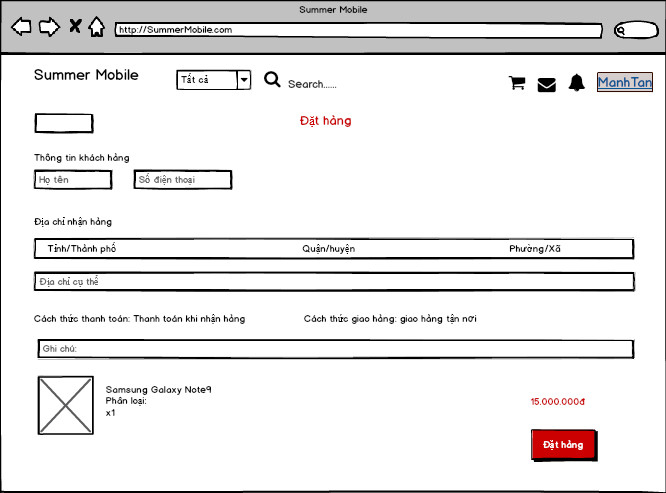 Summer Mobile
http://SummerMobile.com
Summer Mobile
Tất cả
Search......
ManhTan
Đặt hàng
Thông tin khách hàng
Họ tên
Số điện thoại
Địa chỉ nhận hàng
Tỉnh/Thành phố
Quận/huyện
Phường/Xã
Địa chỉ cụ thể
Cách thức thanh toán: Thanh toán khi nhận hàng
Cách thức giao hàng: giao hàng tận nơi
Ghi chú:
Samsung Galaxy Note9
Phân loại:
x1
15.000.000đ
Đặt hàng